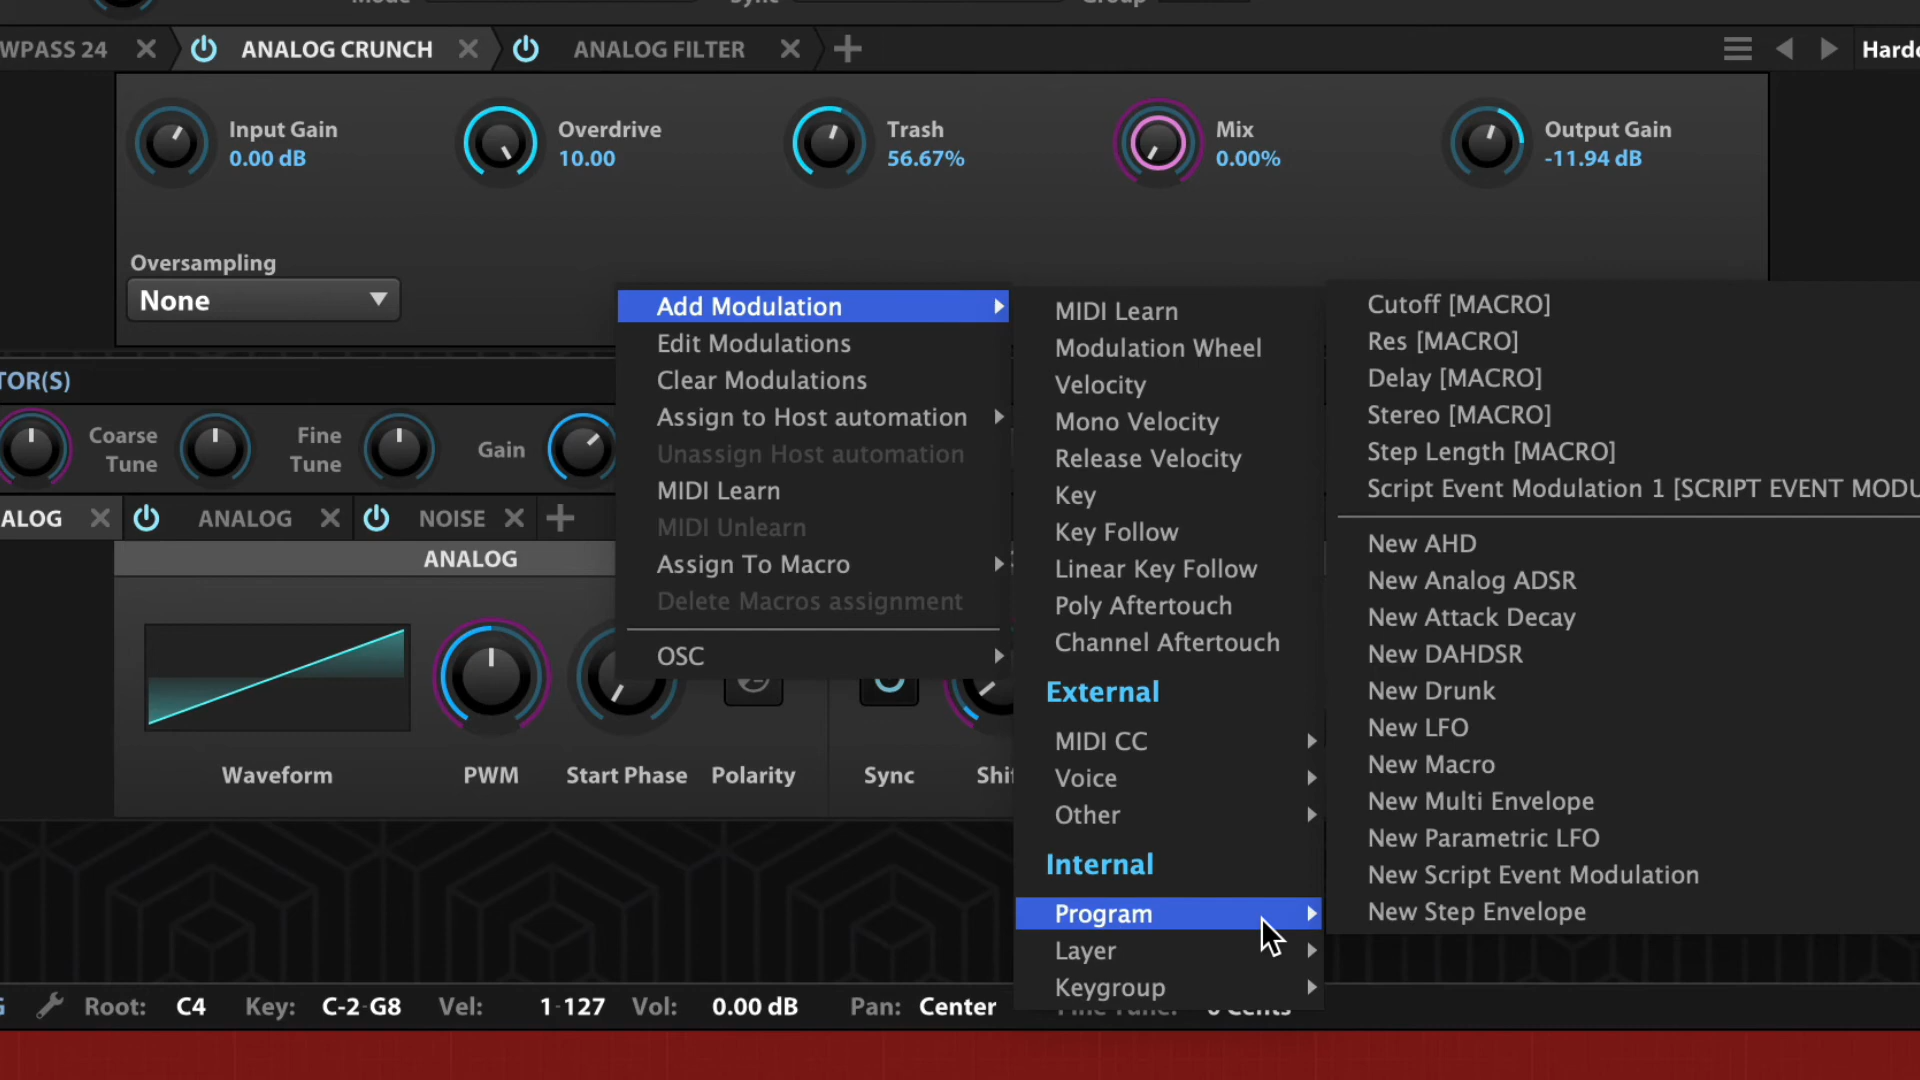 WPASS 24
ANALOG CRUNCH
ANALOG FILTER
Input Gain
0.00 dB
Overdrive
10.00
Trash
56.67%
Mix
0.00%
Output Gain
-11.94 dB
Oversampling
None
TOR(S)
Coarse
Tune
Fine
Tune
Gain
ALOG
ANALOG
NOISE
ANALOG
Waveform
PWM
Start Phase
Polarity
Sync
Add Modulation
Edit Modulations
Clear Modulations
Assign to Host automation
Unassign Host automation
MIDI Learn
MIDI Unlearn
Assign To Macro
Delete Macros assignment
OSC
MIDI Learn
Modulation Wheel
Velocity
Mono Velocity
Release Velocity
Key
Key Follow
Linear Key Follow
Poly Aftertouch
Channel Aftertouch
External
MIDI CC
Voice
Other
Internal
Program
Layer
Keygroup
Cutoff [MACRO]
Res [MACRO]
Delay [MACRO]
Stereo [MACRO]
Step Length [MACRO]
Script Event Modulation 1 [SCRIPT EVENT MODU
New AHD
New Analog ADSR
New Attack Decay
New DAHDSR
New Drunk
New LFO
New Macro
New Multi Envelope
New Parametric LFO
New Script Event Modulation
New Step Envelope
Root: C4 Key: C-2-G8 Vel: 1-127 Vol: 0.00 dB Pan: Center